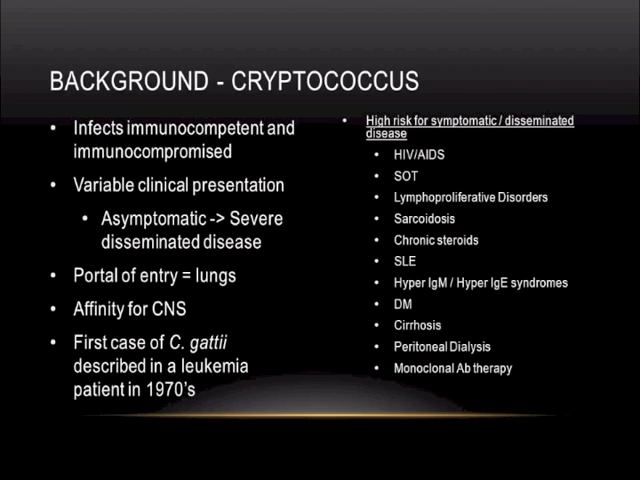 BACKGROUND - CRYPTOCOCCUS
• Infects immunocompetent and
immunocompromised
• Variable clinical presentation
• Asymptomatic -> Severe
disseminated disease
• Portal of entry = lungs
• Affinity for CNS
• First case of C. gattii
described in a leukemia
patient in 1970's
• High risk for symptomatic / disseminated
disease
• HIV/AIDS
• SOT
• Lymphoproliferative Disorders
• Sarcoidosis
• Chronic steroids
• SLE
• Hyper IgM / Hyper IgE syndromes
• DM
• Cirrhosis
• Peritoneal Dialysis
• Monoclonal Ab therapy